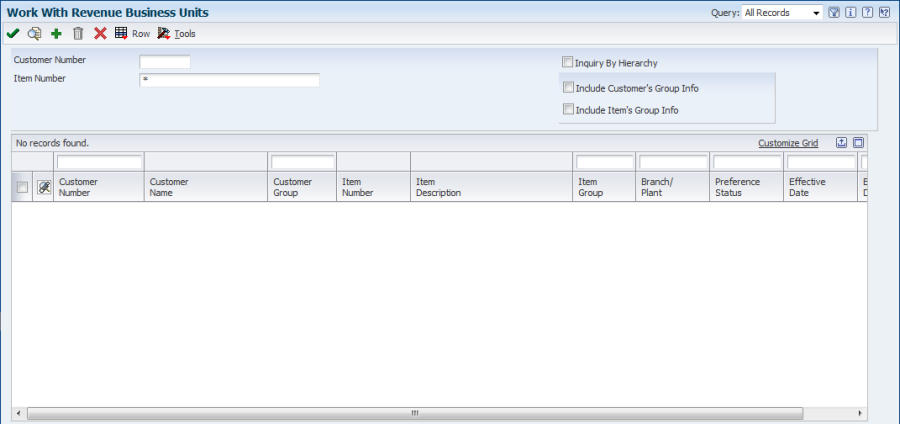 Work With Revenue Business Units
Query: All Records
Row Tools
Customer Number
Item Number *
Inquiry By Hierarchy
Include Customer's Group Info
Include Item's Group Info
No records found.
Customize Grid
Customer Number
Customer Name
Customer Group
Item Number
Item Description
Item Group
Branch/ Plant
Preference Status
Effective Date